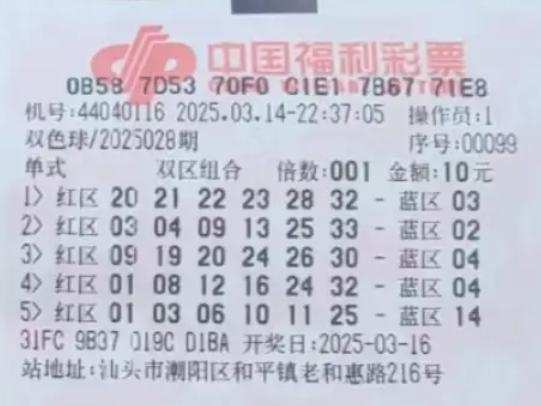 中国福利彩票
0B58 7D53 70F0 C1E1 7B67 71E8
机号:44040116 2025.03.14-22:37:05 操作员:1
双色球/2025028期 序号:00099
单式 双区组合 倍数:001 金额:10元
1> 红区 20 21 22 23 28 32 - 蓝区 03
2> 红区 03 04 09 13 25 33 - 蓝区 02
3> 红区 09 19 20 24 26 30 - 蓝区 04
4> 红区 01 08 12 16 24 32 - 蓝区 04
5> 红区 01 03 06 10 11 25 - 蓝区 14
31FC 9B37 019C D1BA 开奖日:2025-03-16
站地址:汕头市潮阳区和平镇老和惠路216号